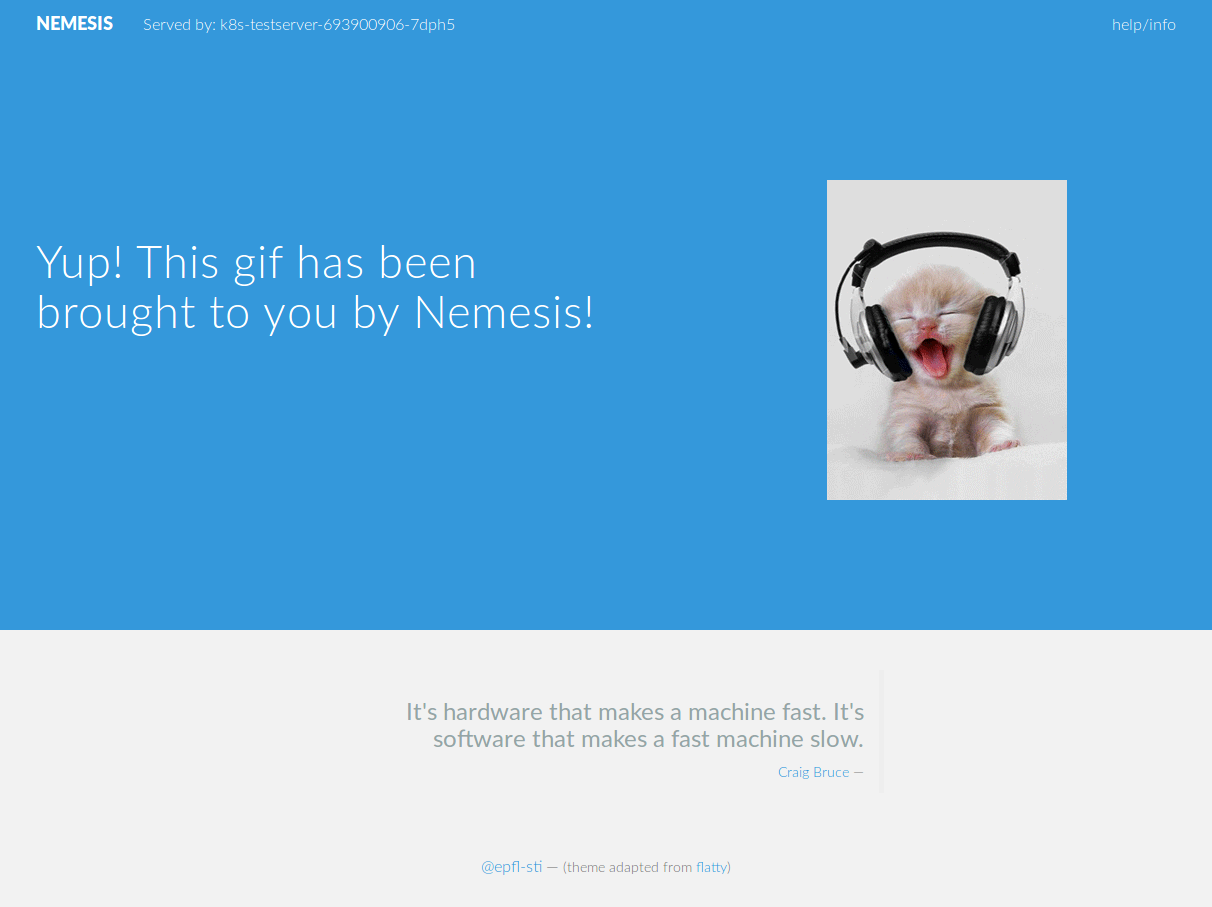 NEMESIS Served by: k8s-testserver-693900906-7dph5 help/info
Yup! This gif has been
brought to you by Nemesis!
It's hardware that makes a machine fast. It's
software that makes a fast machine slow.
Craig Bruce —
@epfl-sti — (theme adapted from flatty)